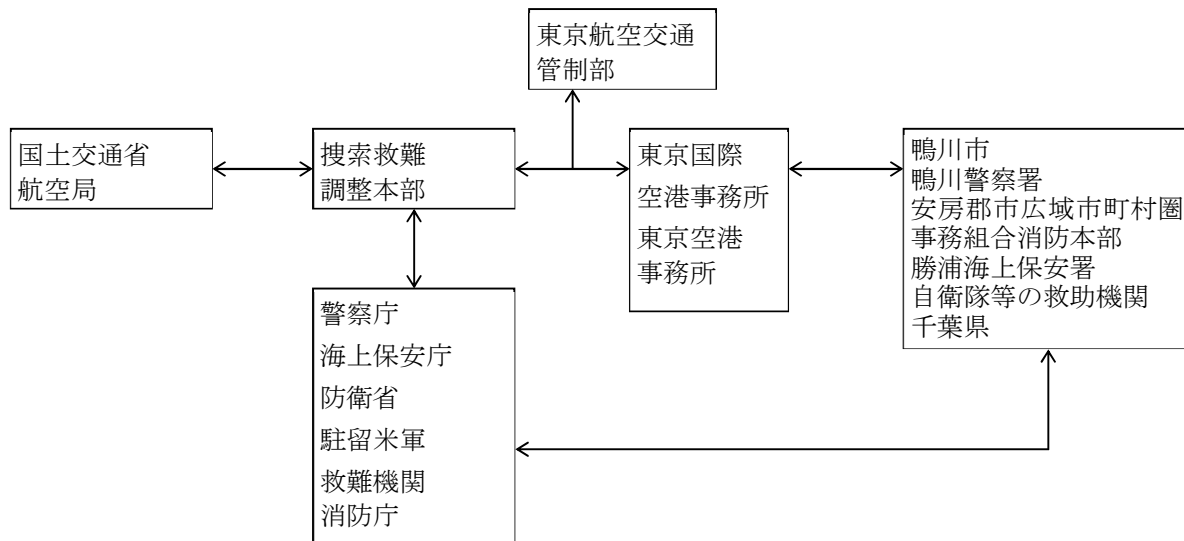 東京航空交通
管制部
国土交通省
航空局
捜索救難
調整本部
東京国際
空港事務所
東京空港
事務所
鴨川市
鴨川警察署
安房郡市広域市町村圏
事務組合消防本部
勝浦海上保安署
自衛隊等の救助機関
千葉県
警察庁
海上保安庁
防衛省
駐留米軍
救難機関
消防庁